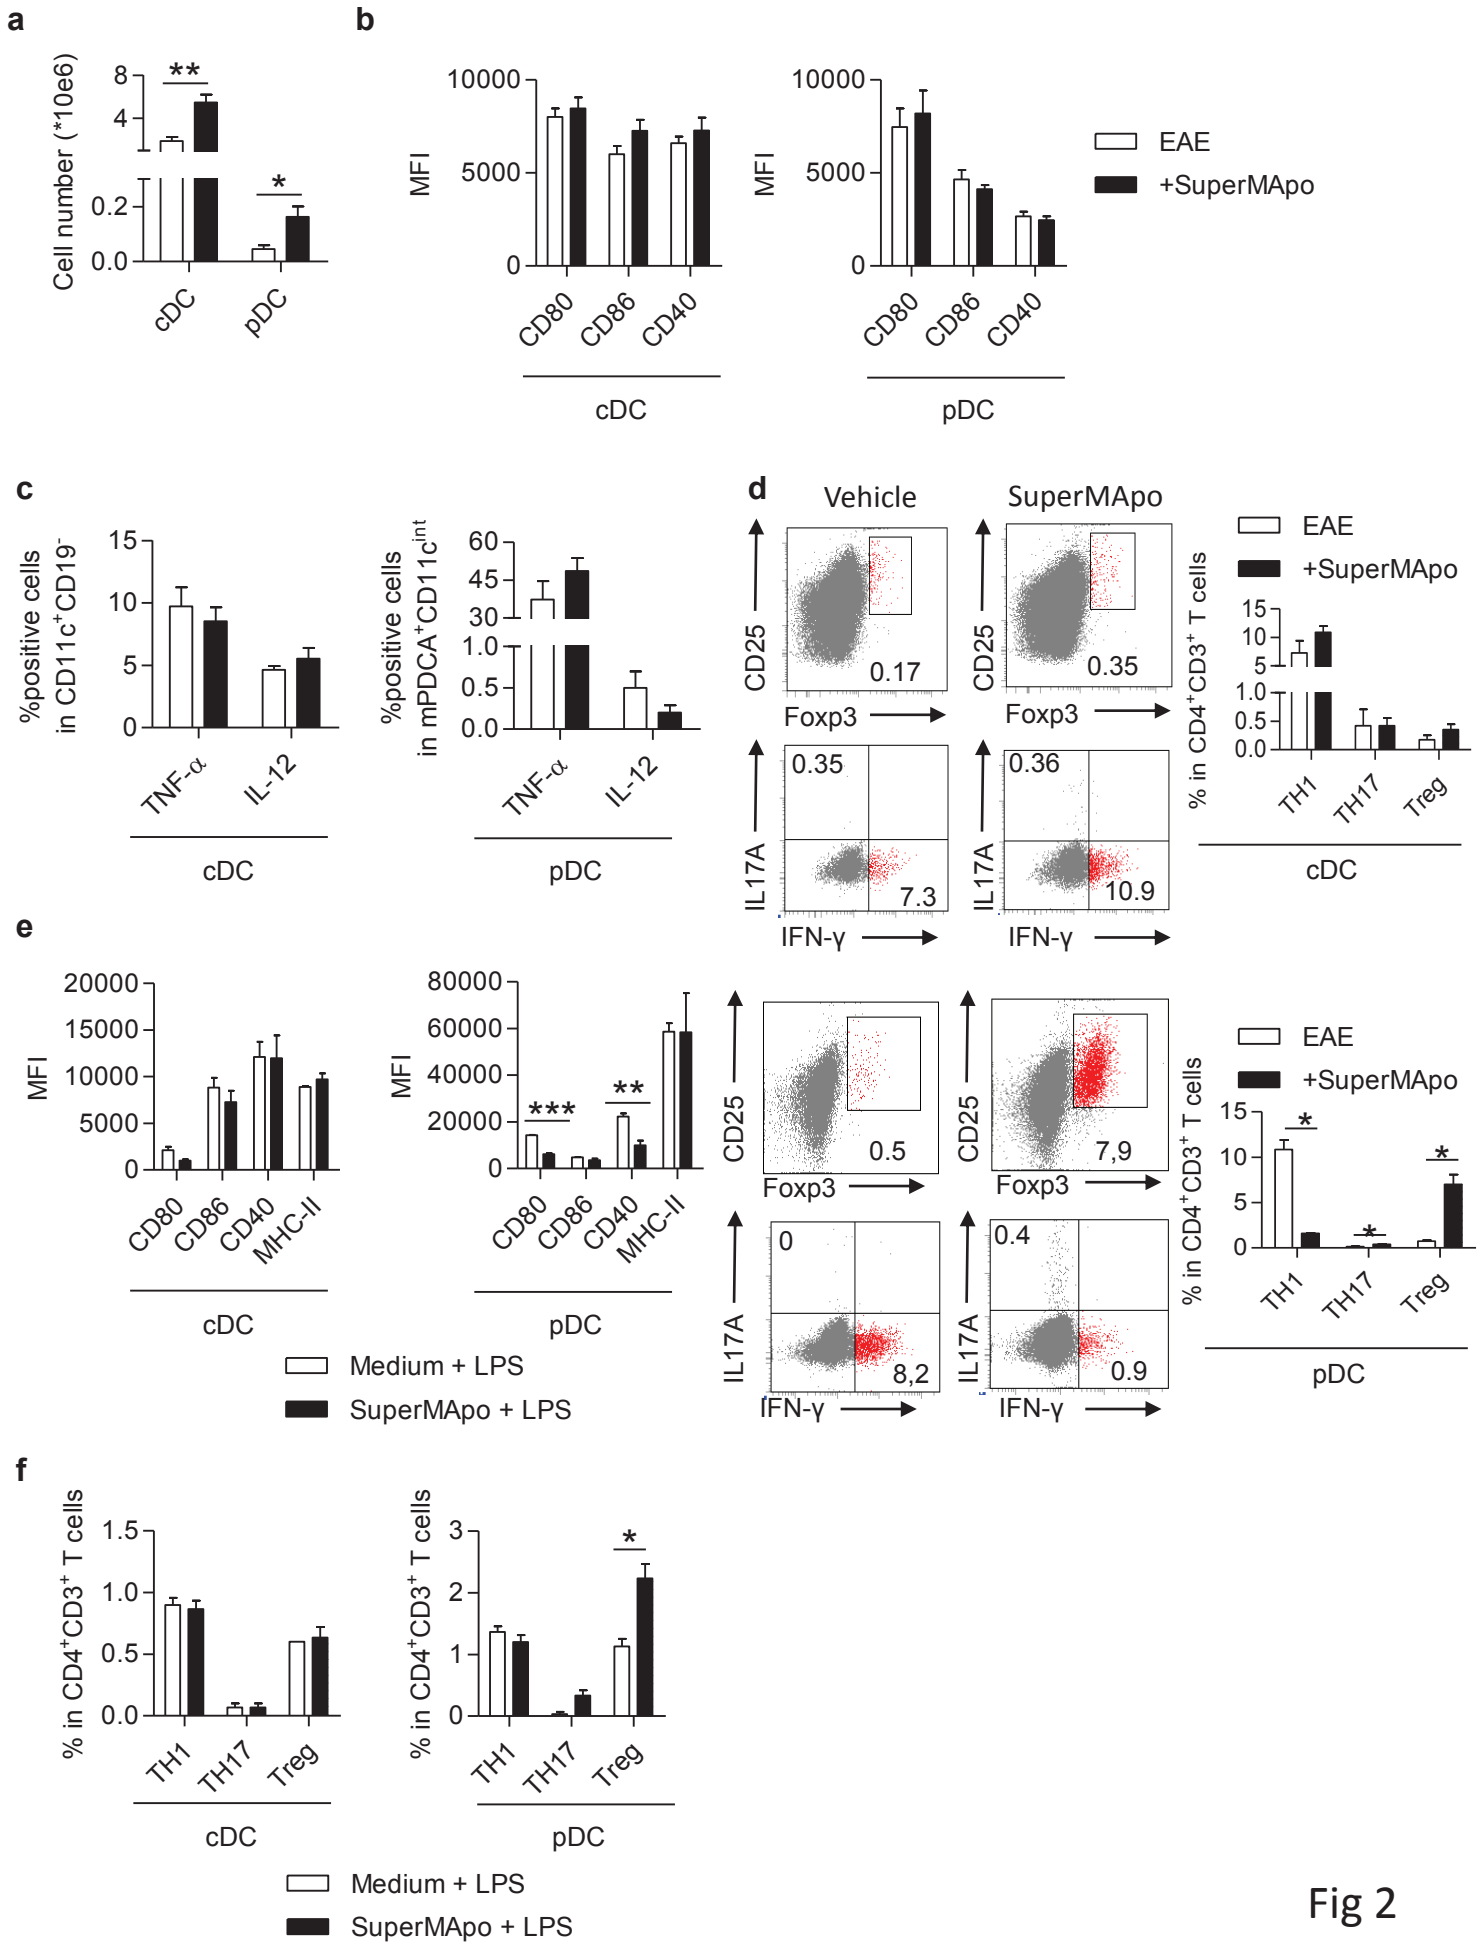 a
Cell number (*10e6)
8
4
0.2
0.0
**
*
cDC
pDC
b
MFI
10000
5000
0
CD80
CD86
CD40
cDC
MFI
10000
5000
0
CD80
CD86
CD40
pDC
EAE
+SuperMApo
c
%positive cells
in CD11c⁺CD19⁻
15
10
5
0
TNF-α
IL-12
cDC
%positive cells
in mPDCA⁺CD11c^int
60
45
30
1.0
0.5
0.0
TNF-α
IL-12
pDC
d
Vehicle
SuperMApo
CD25
0.17
Foxp3
CD25
0.35
Foxp3
IL17A
0.35
7.3
IFN-γ
IL17A
0.36
10.9
IFN-γ
EAE
+SuperMApo
% in CD4⁺CD3⁺ T cells
15
10
5
1.0
0.5
0.0
TH1
TH17
Treg
cDC
CD25
0.5
Foxp3
CD25
7,9
Foxp3
IL17A
0
8,2
IFN-γ
IL17A
0.4
0.9
IFN-γ
EAE
+SuperMApo
% in CD4⁺CD3⁺ T cells
15
10
5
0
*
*
*
TH1
TH17
Treg
pDC
e
MFI
20000
15000
10000
5000
0
CD80
CD86
CD40
MHC-II
cDC
MFI
80000
60000
40000
20000
0
***
**
CD80
CD86
CD40
MHC-II
pDC
Medium + LPS
SuperMApo + LPS
f
% in CD4⁺CD3⁺ T cells
1.5
1.0
0.5
0.0
TH1
TH17
Treg
cDC
% in CD4⁺CD3⁺ T cells
3
2
1
0
*
TH1
TH17
Treg
pDC
Medium + LPS
SuperMApo + LPS
Fig 2